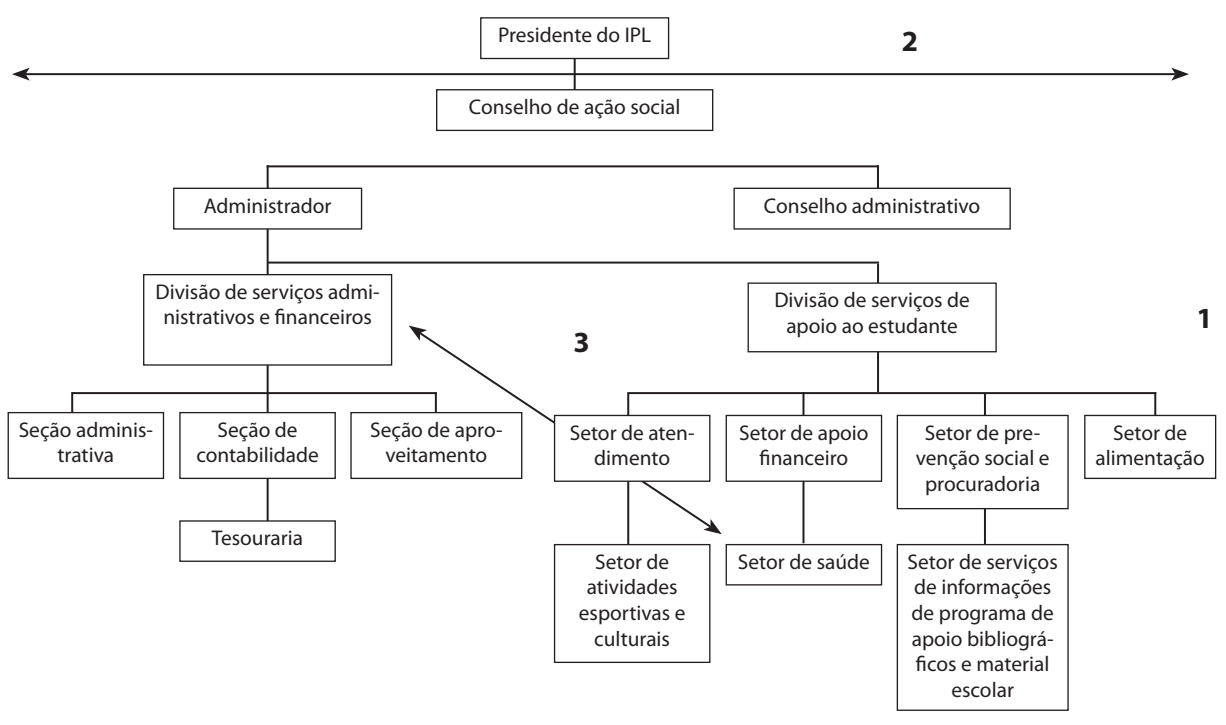 Presidente do IPL
2
Conselho de ação social
Administrador
Conselho administrativo
Divisão de serviços admi-
nistrativos e financeiros
Divisão de serviços de
apoio ao estudante
1
3
Seção adminis-
trativa
Seção de
contabilidade
Seção de apro-
veitamento
Setor de aten-
dimento
Setor de apoio
financeiro
Setor de pre-
venção social e
procuradoria
Setor de
alimentação
Tesouraria
Setor de
atividades
esportivas e
culturais
Setor de saúde
Setor de serviços
de informações
de programa de
apoio bibliográ-
ficos e material
escolar